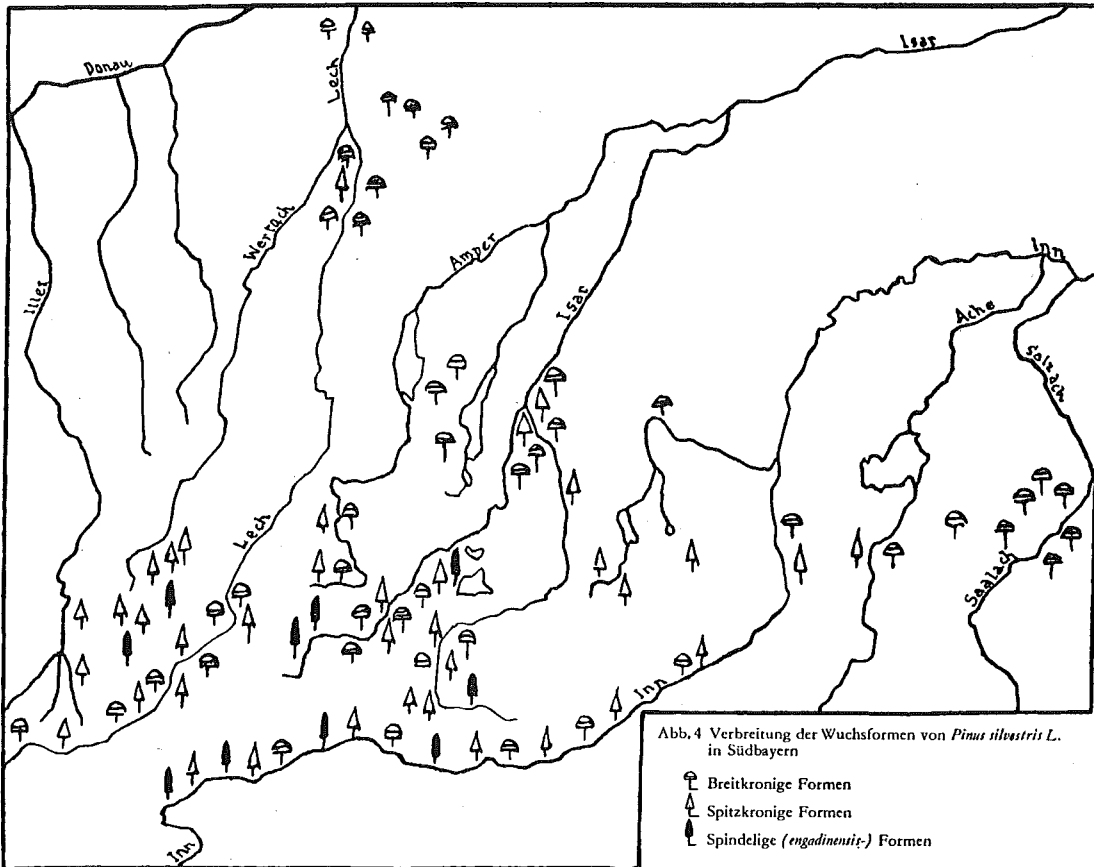 Donau
Lech
Isar
Iller
Wertach
Amper
Isar
Inn
Ache
Salzach
Lech
Saalach
Inn
Inn
Abb. 4 Verbreitung der Wuchsformen von Pinus silvestris L.
in Südbayern
Breitkronige Formen
Spitzkronige Formen
Spindelige (engadinensis-) Formen